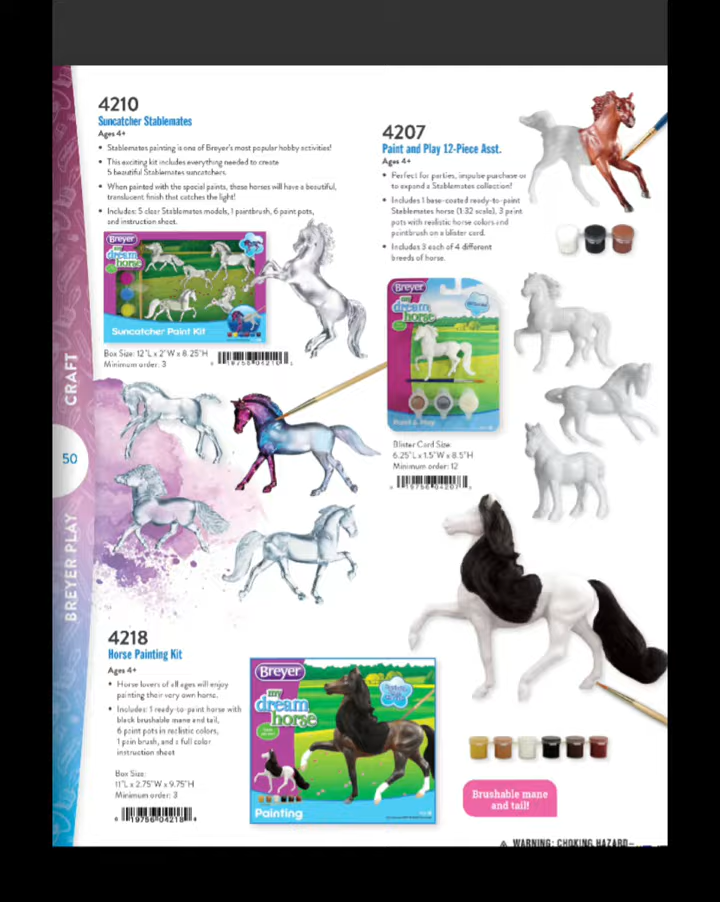 4210
Suncatcher Stablemates
Ages 4+
• Stablemates painting is one of Breyer's most popular hobby activities!
• This exciting kit includes everything needed to create
5 beautiful Stablemates suncatchers.
• When painted with the special paints, these horses will have a beautiful,
translucent finish that catches the light!
• Includes: 5 clear Stablemates models, 1 paintbrush, 6 paint pots,
and instruction sheet.
Breyer
my
dream
horse
Suncatcher Paint Kit
Box Size: 12"L x 2"W x 8.25"H
Minimum order: 3
4207
Paint and Play 12-Piece Asst.
Ages 4+
• Perfect for parties, impulse purchase or
to expand a Stablemates collection!
• Includes 1 base-coated ready-to-paint
Stablemates horse (1:32 scale), 3 paint
pots with realistic horse colors and
paintbrush on a blister card.
• Includes 3 each of 4 different
breeds of horse.
Breyer
my
dream
horse
Paint & Play
Blister Card Size:
6.25"L x 1.5"W x 8.5"H
Minimum order: 12
CRAFT
50
BREYER PLAY
4218
Horse Painting Kit
Ages 4+
• Horse lovers of all ages will enjoy
painting their very own horse.
• Includes: 1 ready-to-paint horse with
black brushable mane and tail,
6 paint pots in realistic colors,
1 pain brush, and a full color
instruction sheet
Box Size:
11"L x 2.75"W x 9.75"H
Minimum order: 3
0 19756 04218 4
Breyer
my
dream
horse
Painting
Brushable mane
and tail!
⚠ WARNING: CHOKING HAZARD–